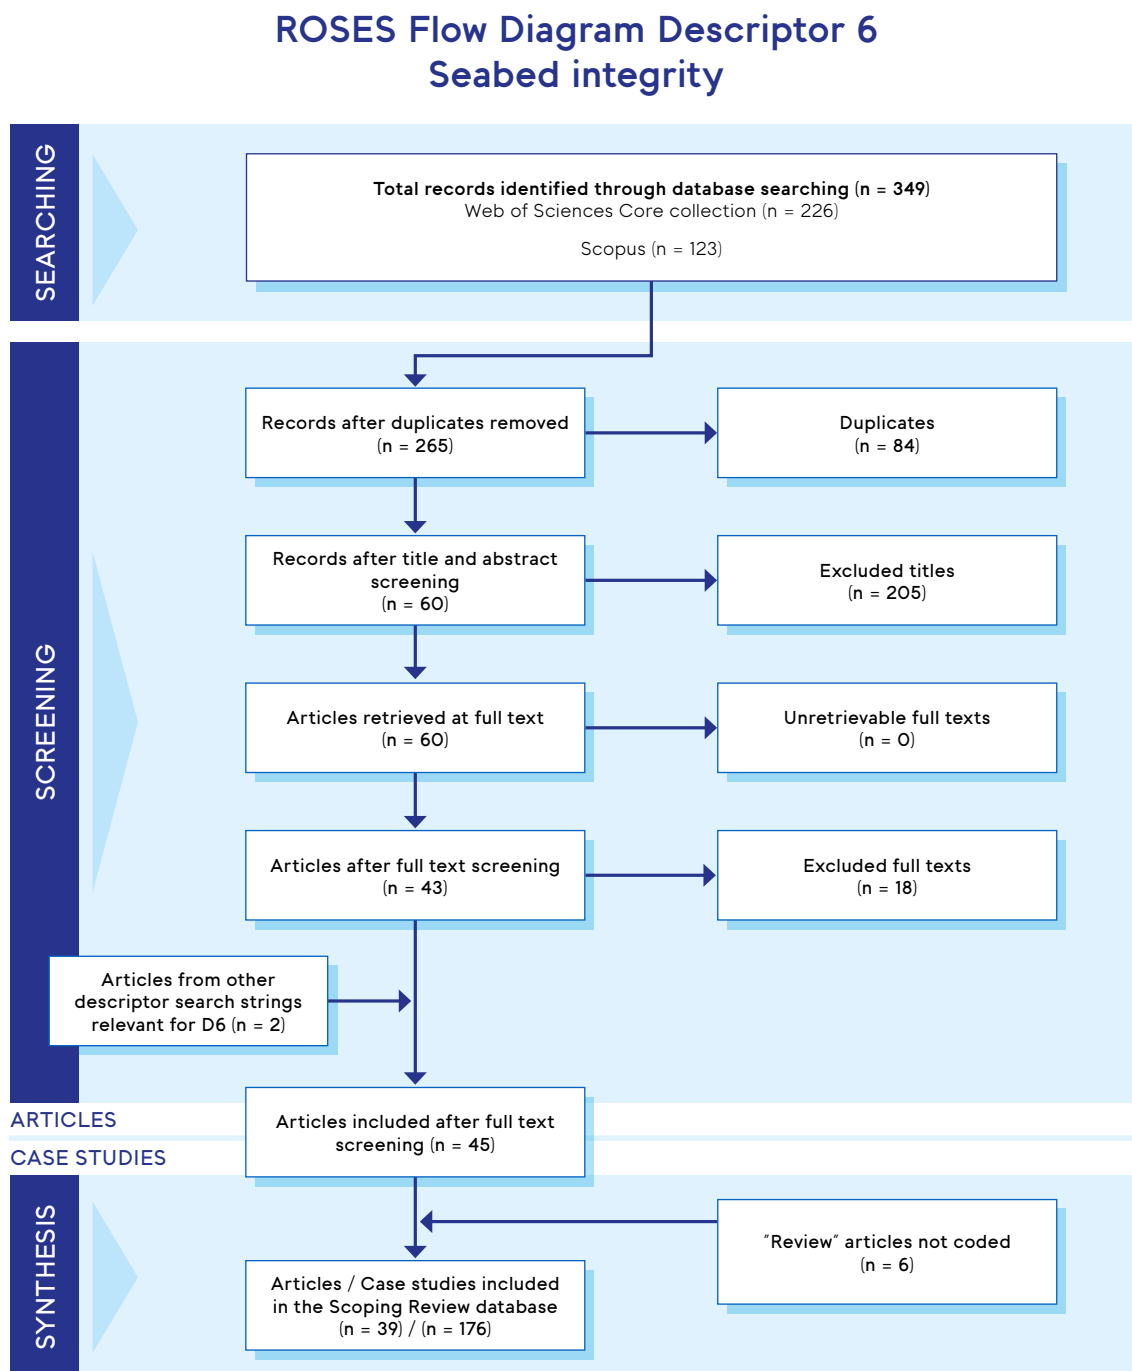 ROSES Flow Diagram Descriptor 6
Seabed integrity
SEARCHING
Total records identified through database searching (n = 349)
Web of Sciences Core collection (n = 226)
Scopus (n = 123)
SCREENING
Records after duplicates removed
(n = 265)
Duplicates
(n = 84)
Records after title and abstract
screening
(n = 60)
Excluded titles
(n = 205)
Articles retrieved at full text
(n = 60)
Unretrievable full texts
(n = 0)
Articles after full text screening
(n = 43)
Excluded full texts
(n = 18)
Articles from other
descriptor search strings
relevant for D6 (n = 2)
ARTICLES
Articles included after full text
screening (n = 45)
CASE STUDIES
SYNTHESIS
"Review" articles not coded
(n = 6)
Articles / Case studies included
in the Scoping Review database
(n = 39) / (n = 176)